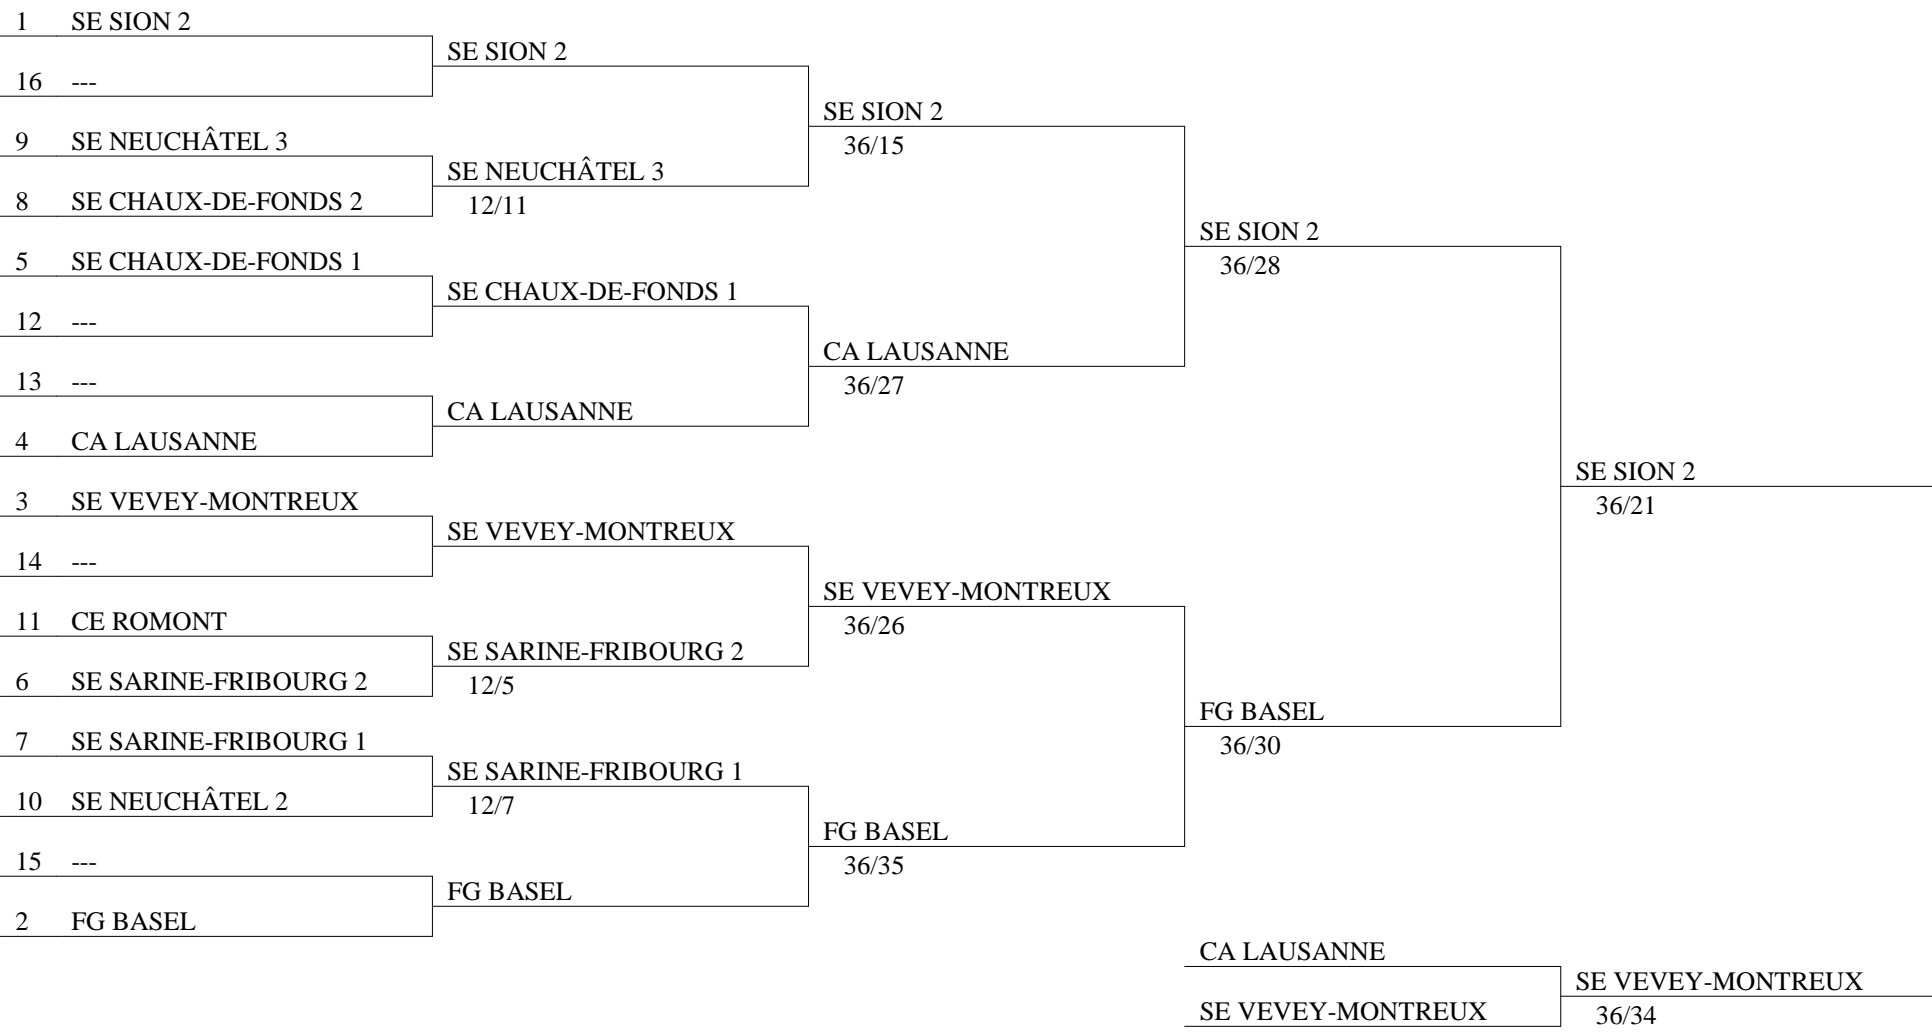 1 SE SION 2
16 ---
9 SE NEUCHÂTEL 3
8 SE CHAUX-DE-FONDS 2
5 SE CHAUX-DE-FONDS 1
12 ---
13 ---
4 CA LAUSANNE
3 SE VEVEY-MONTREUX
14 ---
11 CE ROMONT
6 SE SARINE-FRIBOURG 2
7 SE SARINE-FRIBOURG 1
10 SE NEUCHÂTEL 2
15 ---
2 FG BASEL
SE SION 2
SE NEUCHÂTEL 3
12/11
SE CHAUX-DE-FONDS 1
CA LAUSANNE
SE VEVEY-MONTREUX
SE SARINE-FRIBOURG 2
12/5
SE SARINE-FRIBOURG 1
12/7
FG BASEL
SE SION 2
36/15
CA LAUSANNE
36/27
SE VEVEY-MONTREUX
36/26
FG BASEL
36/35
SE SION 2
36/28
FG BASEL
36/30
SE SION 2
36/21
CA LAUSANNE
SE VEVEY-MONTREUX
SE VEVEY-MONTREUX
36/34